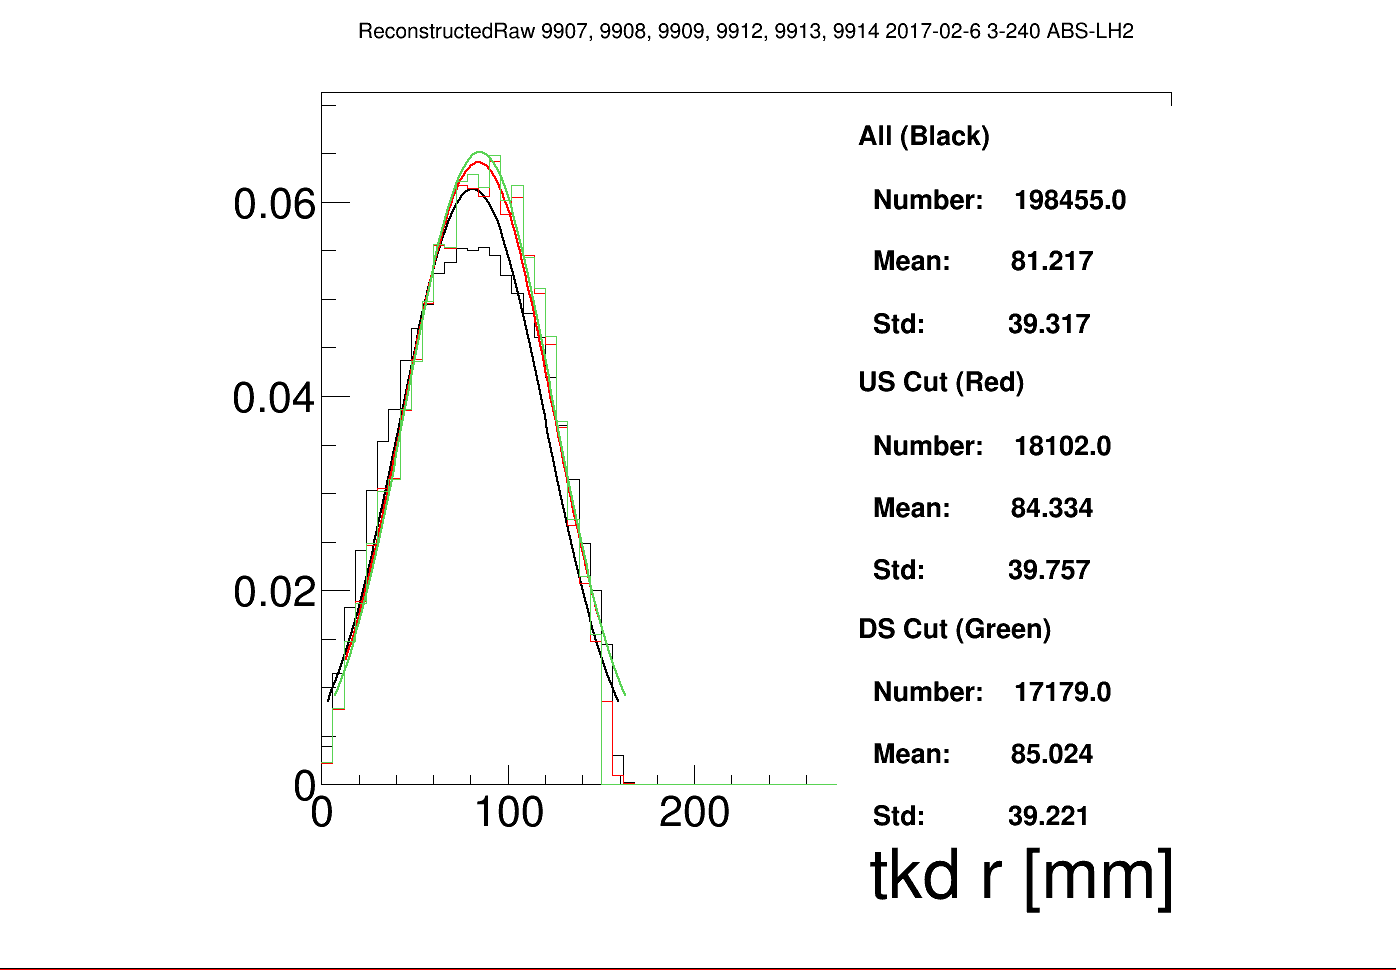 ReconstructedRaw 9907, 9908, 9909, 9912, 9913, 9914 2017-02-6 3-240 ABS-LH2
All (Black)
Number: 198455.0
Mean: 81.217
Std: 39.317
US Cut (Red)
Number: 18102.0
Mean: 84.334
Std: 39.757
DS Cut (Green)
Number: 17179.0
Mean: 85.024
Std: 39.221
0.06
0.04
0.02
0
0 100 200
tkd r [mm]